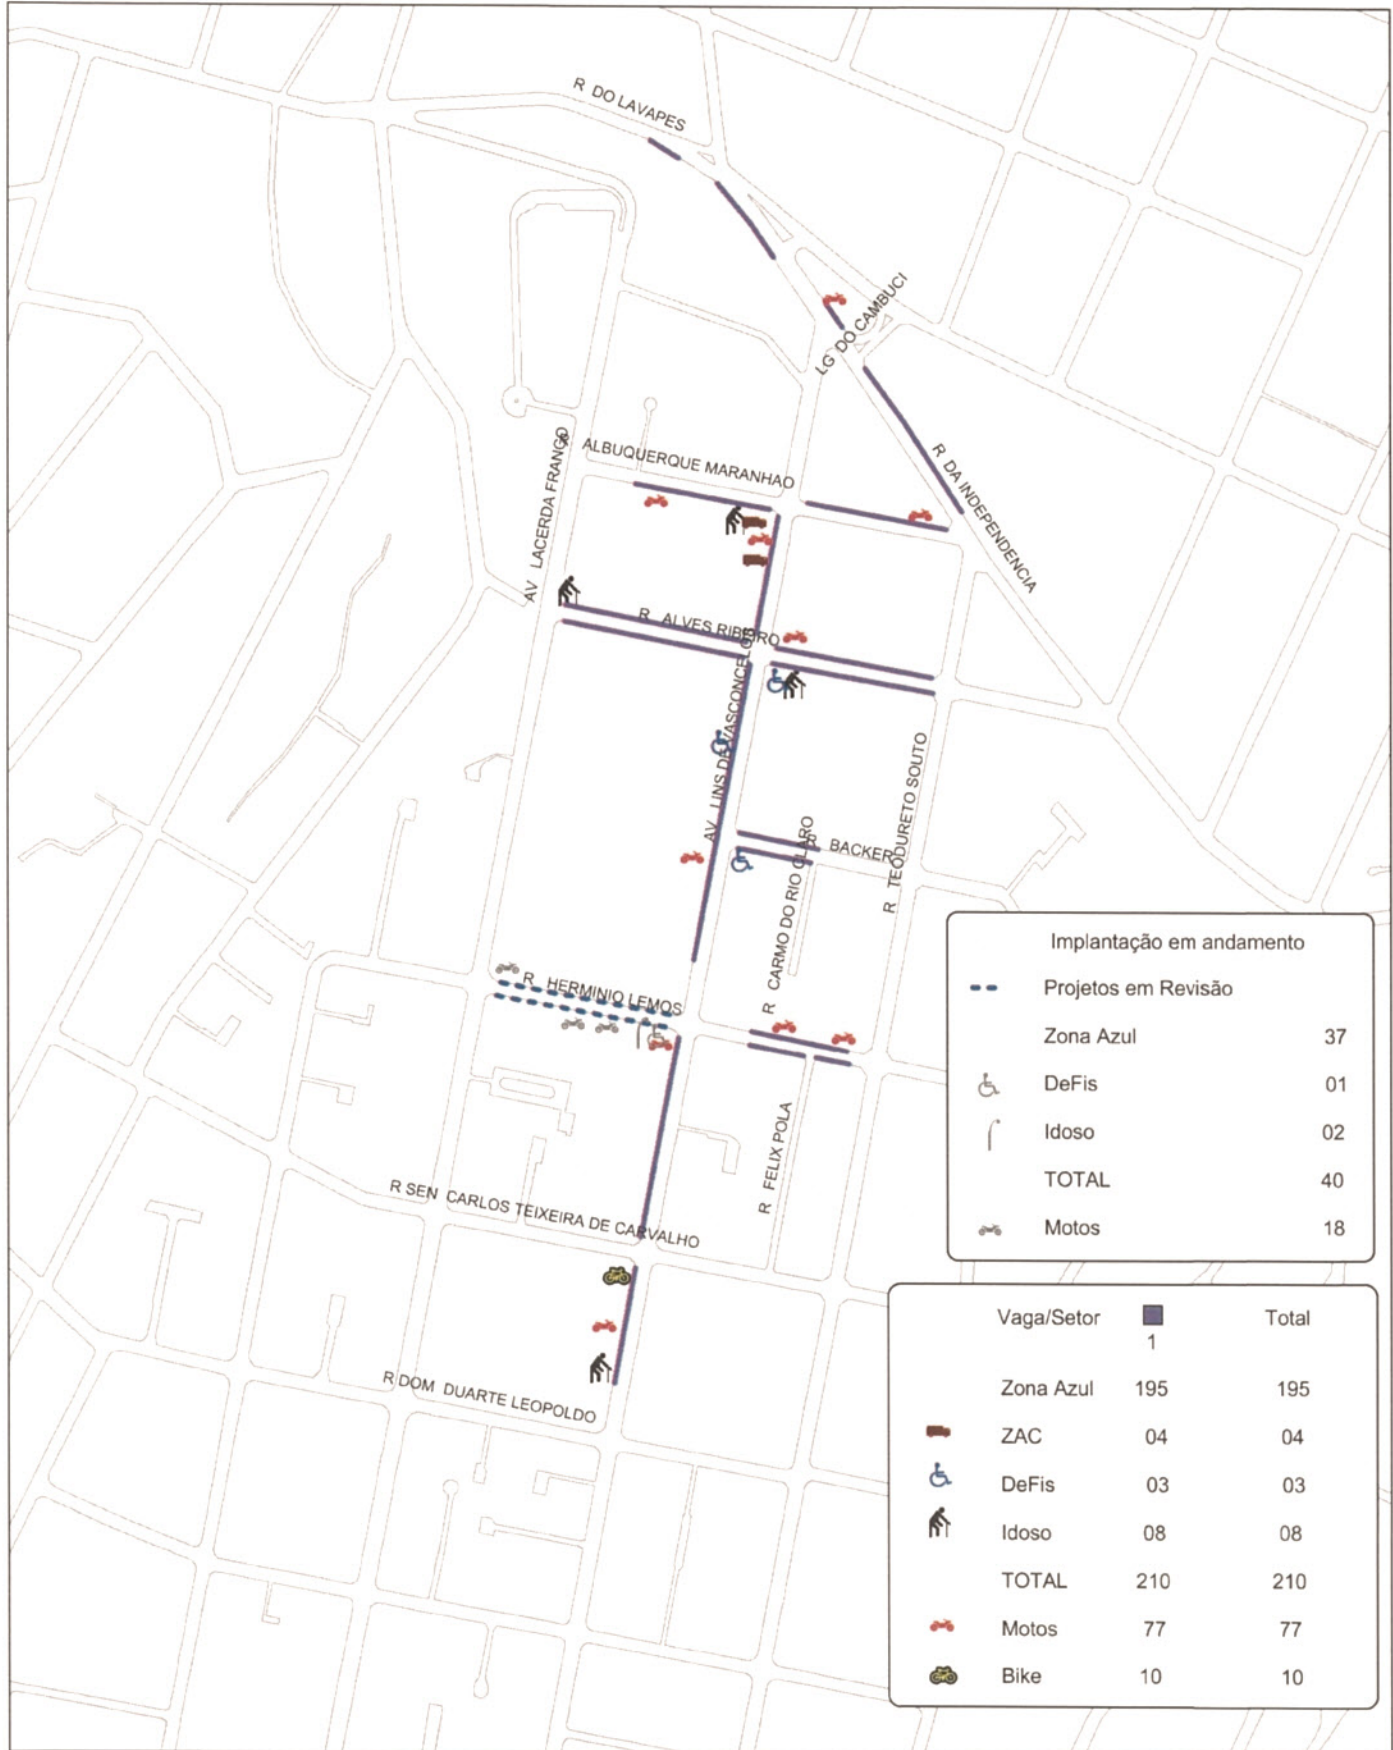 R DO LAVAPES
LG DO CAMBUCI
R DA INDEPENDENCIA
ALBUQUERQUE MARANHAO
AV LACERDA FRANCO
R ALVES RIBEIRO
AV LINS DE VASCONCELOS
R TEODURETO SOUTO
R BACKER
R CARMO DO RIO CLARO
R HERMINIO LEMOS
R FELIX POLA
R SEN CARLOS TEIXEIRA DE CARVALHO
R DOM DUARTE LEOPOLDO
Implantação em andamento
Projetos em Revisão
Zona Azul 37
DeFis 01
Idoso 02
TOTAL 40
Motos 18
Vaga/Setor Total
1
Zona Azul 195 195
ZAC 04 04
DeFis 03 03
Idoso 08 08
TOTAL 210 210
Motos 77 77
Bike 10 10